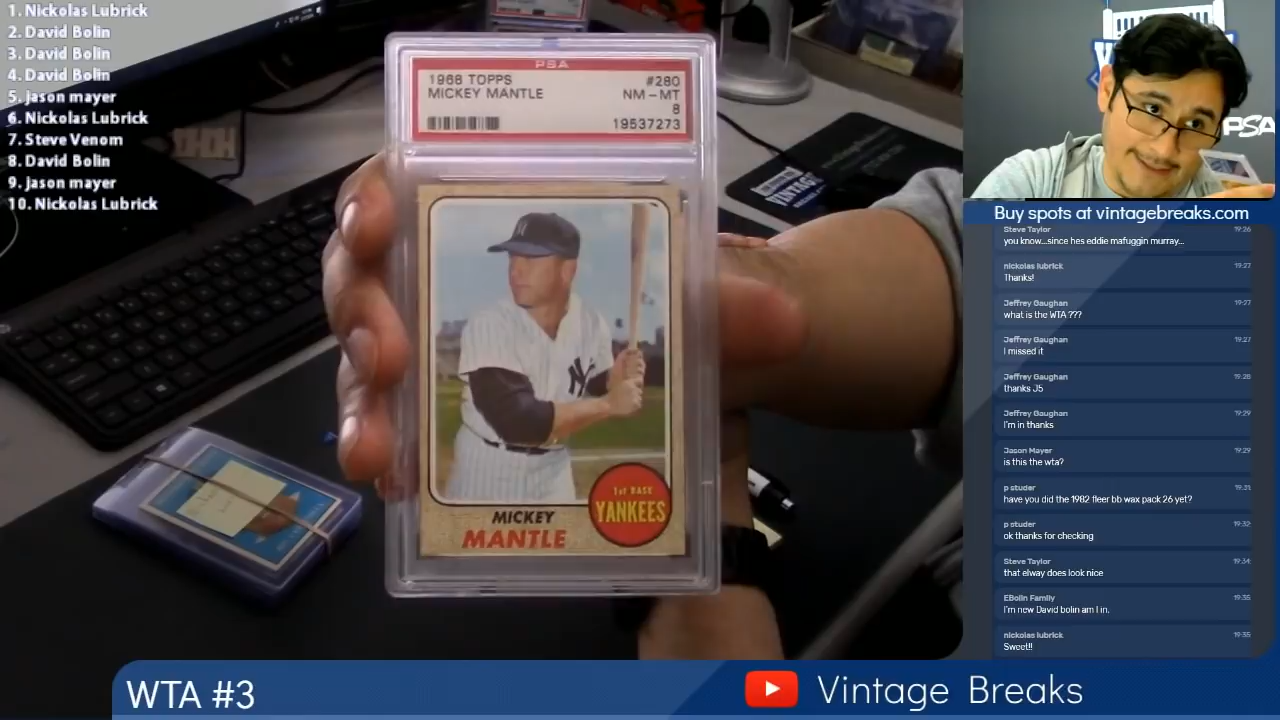 1. Nickolas Lubrick
2. David Bolin
3. David Bolin
4. David Bolin
5. jason mayer
6. Nickolas Lubrick
7. Steve Venom
8. David Bolin
9. jason mayer
10. Nickolas Lubrick
PSA
1968 TOPPS #280
MICKEY MANTLE NM-MT
8
19537273
1st BASE
YANKEES
MICKEY
MANTLE
PSA
Buy spots at vintagebreaks.com
Steve Taylor 19:26
you know...since hes eddie mafuggin murray...
nickolas lubrick 19:27
Thanks!
Jeffrey Gaughan 19:27
what is the WTA ???
Jeffrey Gaughan 19:27
I missed it
Jeffrey Gaughan 19:28
thanks J5
Jeffrey Gaughan 19:29
I'm in thanks
Jason Mayer 19:29
is this the wta?
p studer 19:31
have you did the 1982 fleer bb wax pack 26 yet?
p studer 19:32
ok thanks for checking
Steve Taylor 19:34
that elway does look nice
EBolin Family 19:35
I'm new David bolin am I in.
nickolas lubrick 19:35
Sweet!!
WTA #3
Vintage Breaks